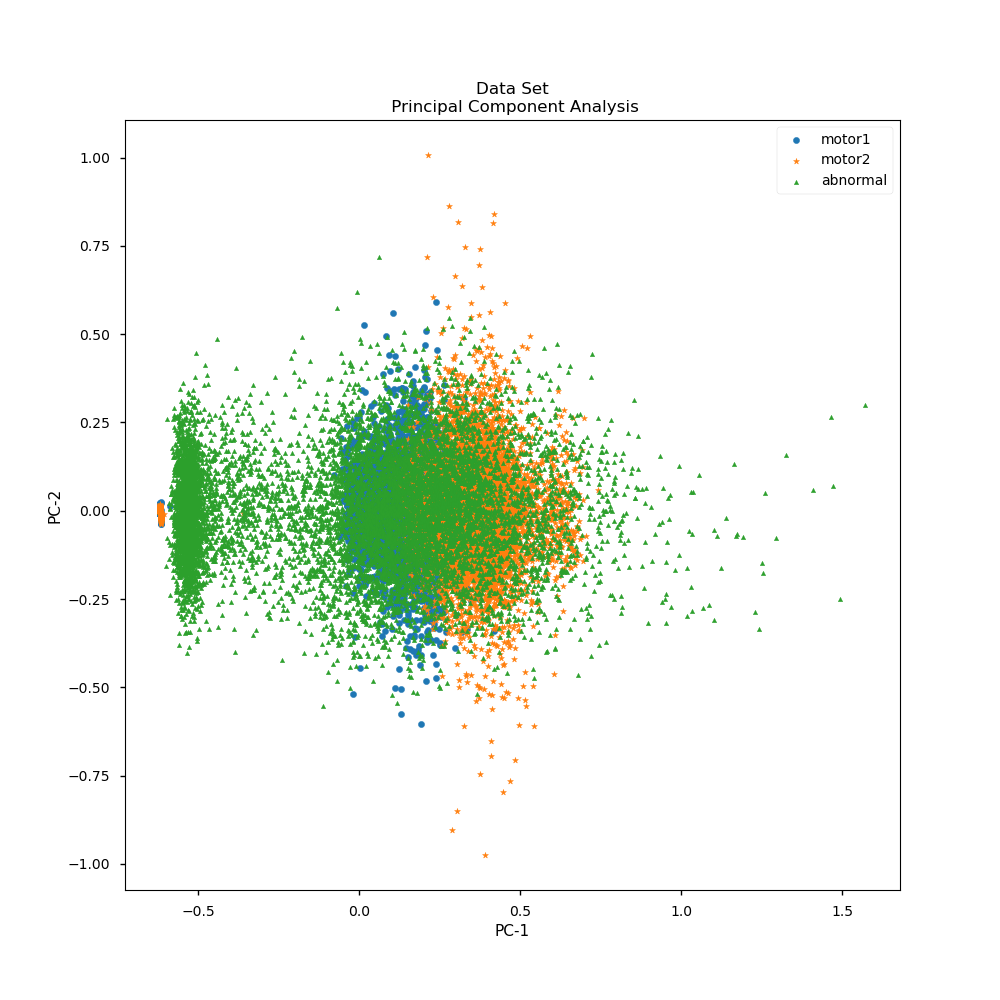 Data Set
Principal Component Analysis
motor1
motor2
abnormal
1.00
0.75
0.50
0.25
0.00
−0.25
−0.50
−0.75
−1.00
PC-2
−0.5
0.0
0.5
1.0
1.5
PC-1